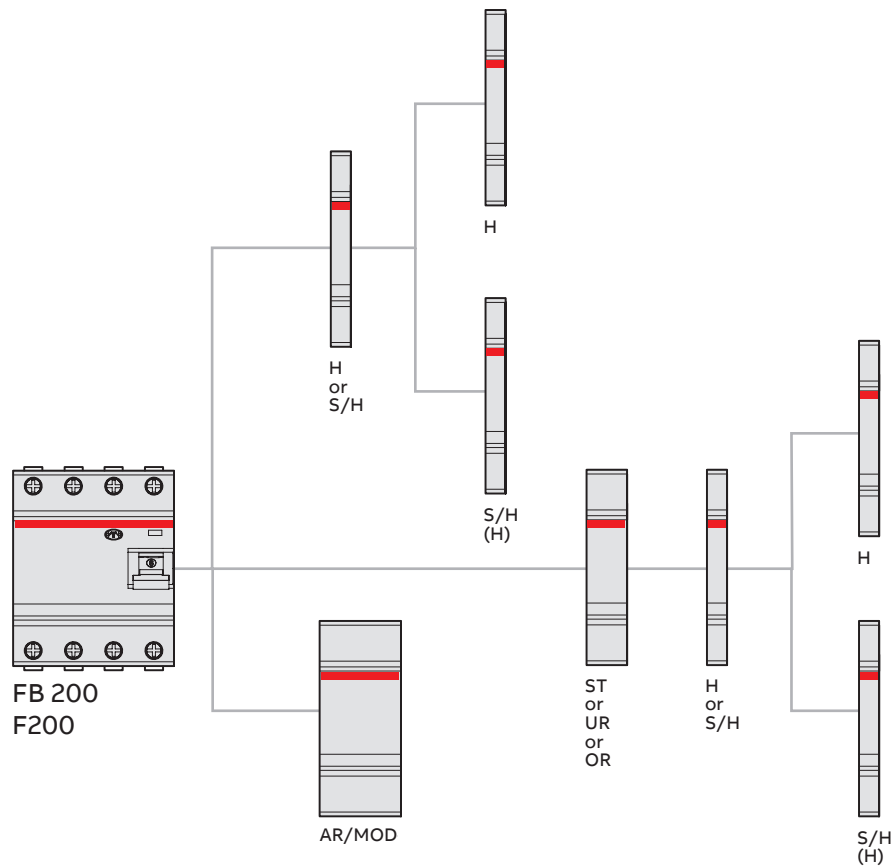 H
H
or
S/H
S/H
(H)
H
FB 200
F200
ST
or
UR
or
OR
H
or
S/H
AR/MOD
S/H
(H)